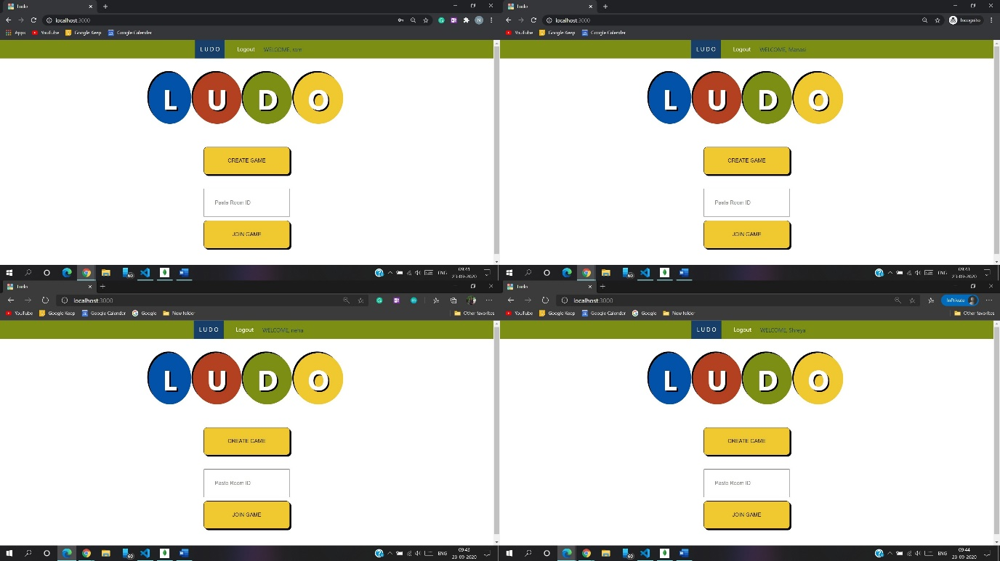 Ludo
localhost:3000
Apps YouTube Google Keep Google Calender
LUDO Logout WELCOME, ram
L U D O
CREATE GAME
Paste Room ID
JOIN GAME
60 ENG 09:41
23-09-2020
Ludo
localhost:3000 Incognito
YouTube Google Keep Google Calender
LUDO Logout WELCOME, Manasi
L U D O
CREATE GAME
Paste Room ID
JOIN GAME
60 ENG 09:43
23-09-2020
Ludo
localhost:3000
YouTube Google Keep Google Calender Google New folder Other favorites
LUDO Logout WELCOME, neha
L U D O
CREATE GAME
Paste Room ID
JOIN GAME
60 ENG 09:43
23-09-2020
Ludo
localhost:3000 InPrivate
YouTube Google Keep Google Calender Google New folder Other favorites
LUDO Logout WELCOME, Shreya
L U D O
CREATE GAME
Paste Room ID
JOIN GAME
60 ENG 09:44
23-09-2020